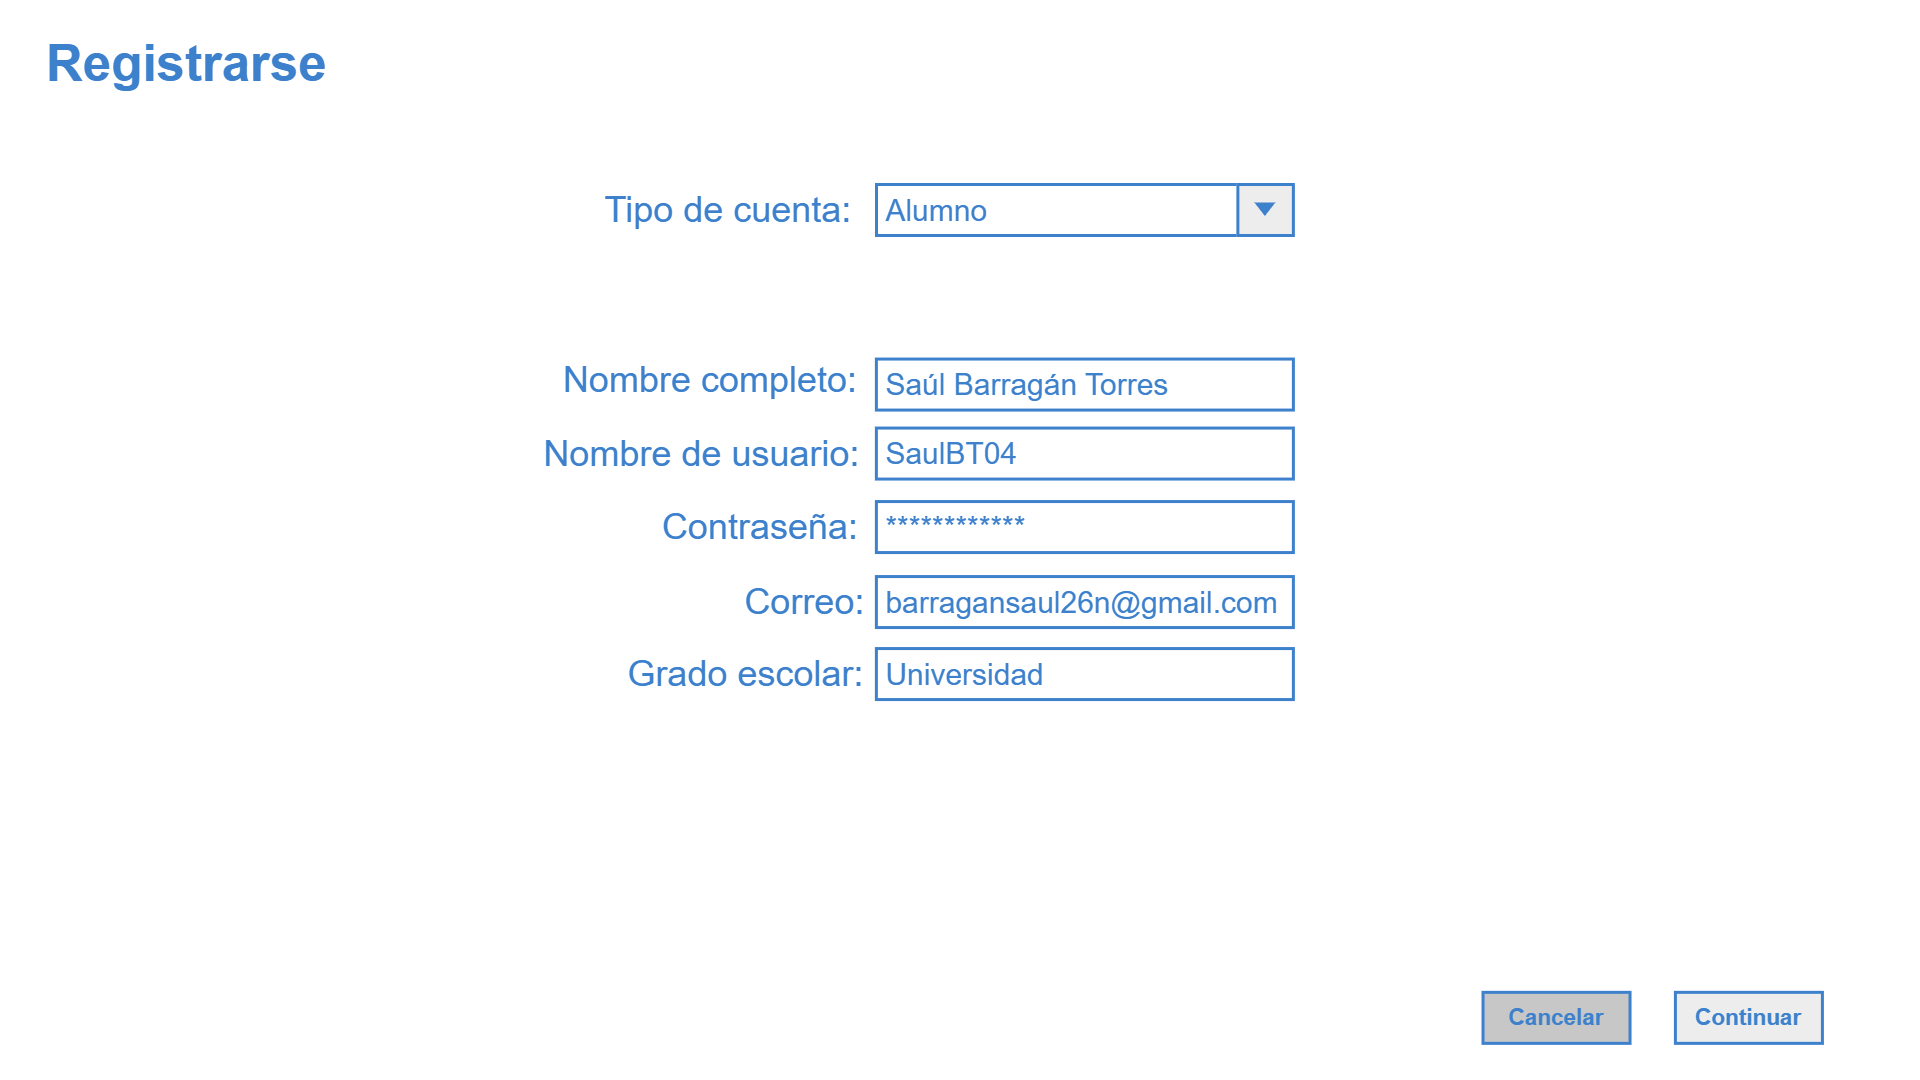 Registrarse
Tipo de cuenta: Alumno
Nombre completo: Saúl Barragán Torres
Nombre de usuario: SaulBT04
Contraseña: ************
Correo: barragansaul26n@gmail.com
Grado escolar: Universidad
Cancelar Continuar